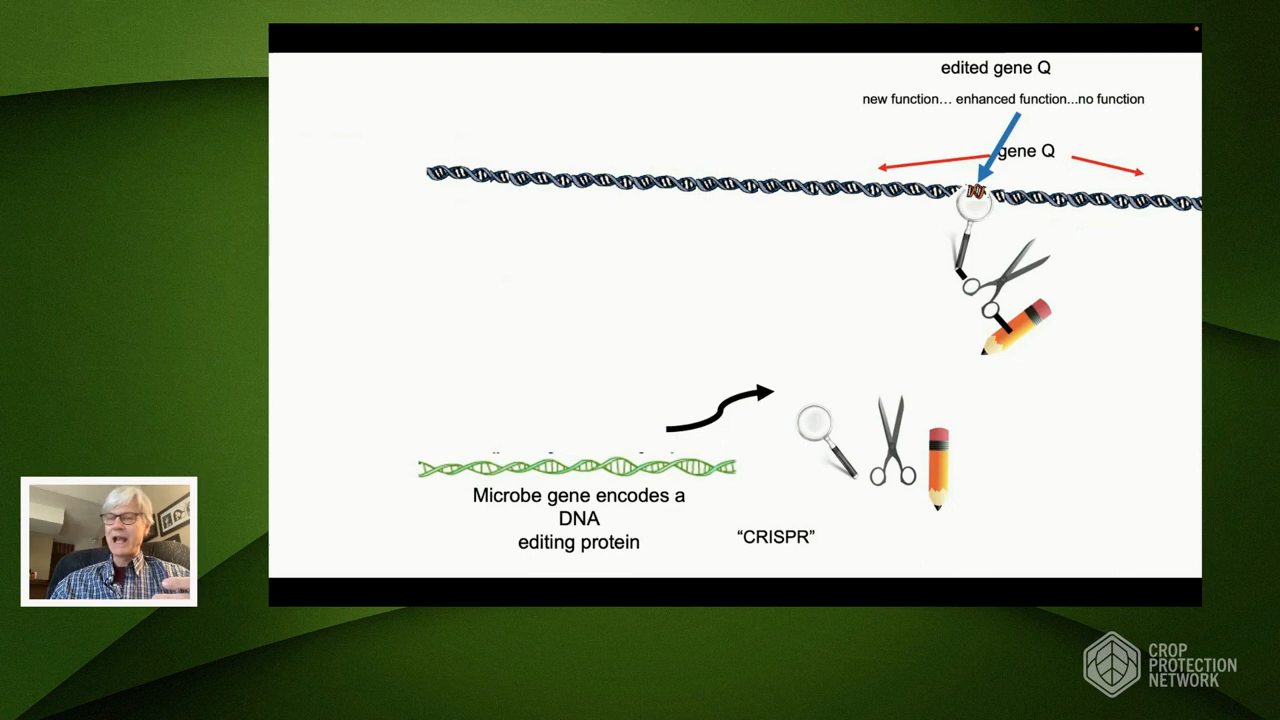 edited gene Q
new function… enhanced function...no function
gene Q
Microbe gene encodes a
DNA
editing protein
“CRISPR”
CROP
PROTECTION
NETWORK